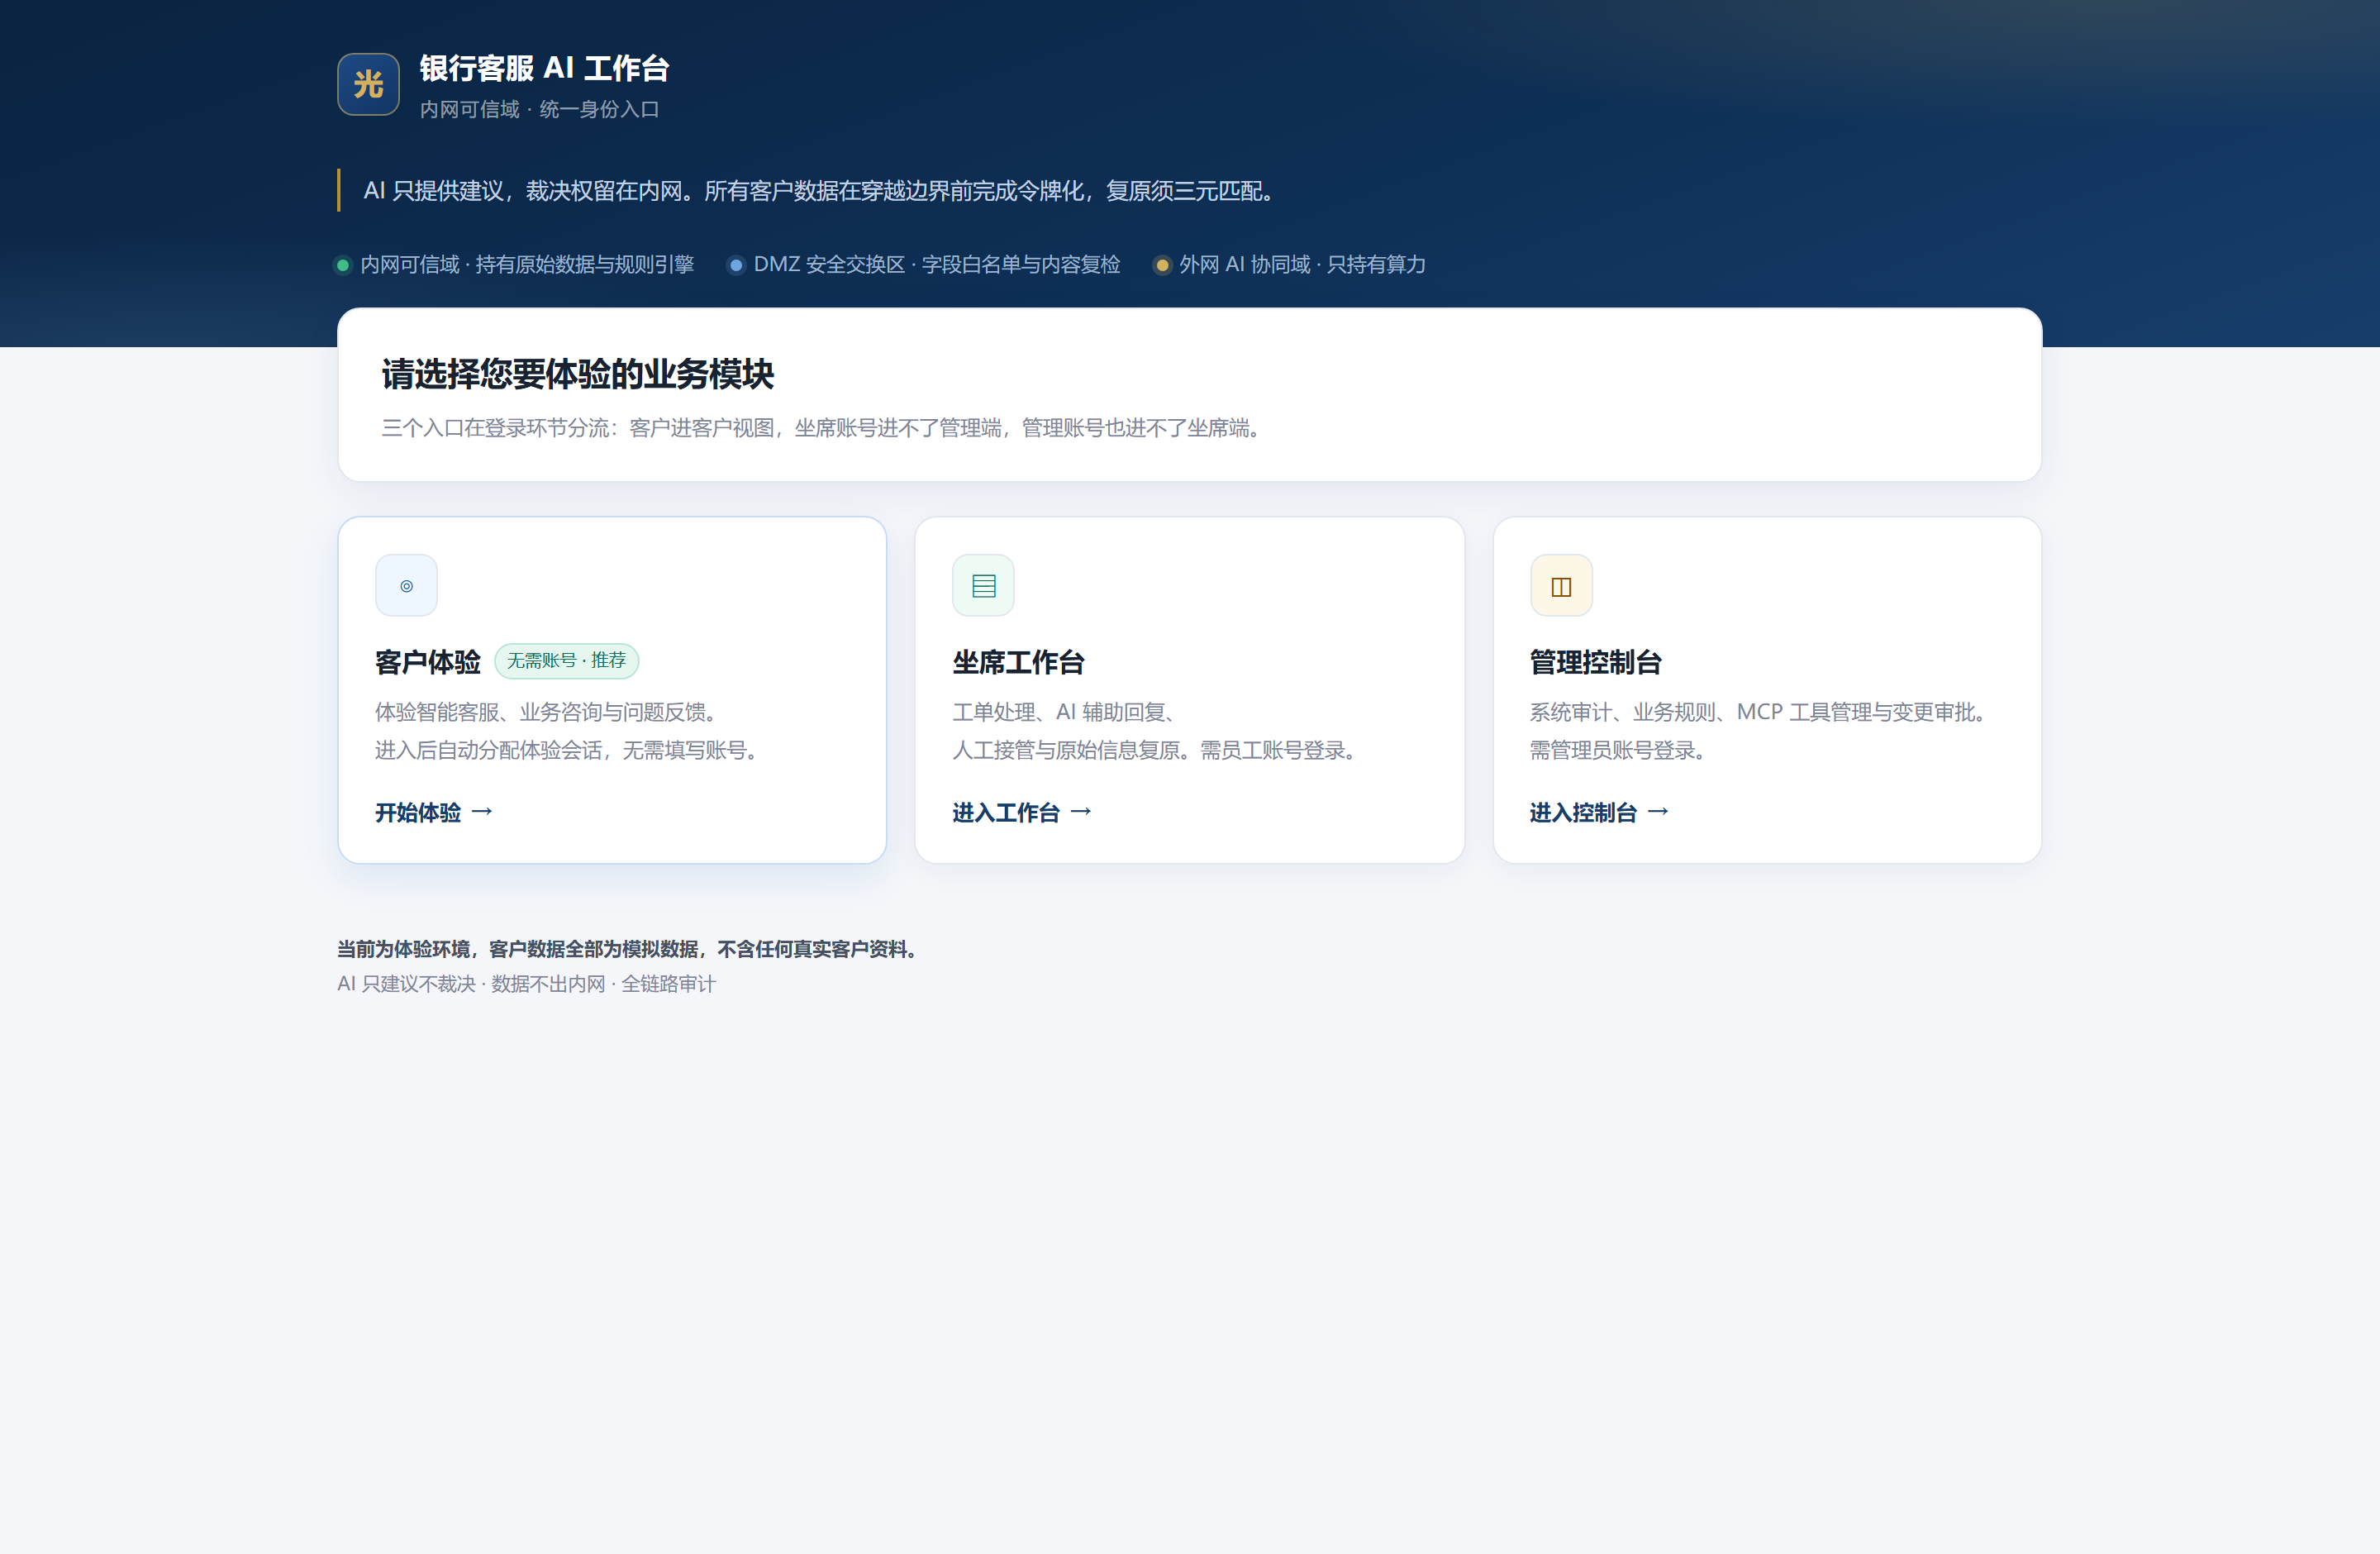 光
银行客服 AI 工作台
内网可信域 · 统一身份入口
AI 只提供建议，裁决权留在内网。所有客户数据在穿越边界前完成令牌化，复原须三元匹配。
内网可信域 · 持有原始数据与规则引擎
DMZ 安全交换区 · 字段白名单与内容复检
外网 AI 协同域 · 只持有算力
请选择您要体验的业务模块
三个入口在登录环节分流：客户进客户视图，坐席账号进不了管理端，管理账号也进不了坐席端。
客户体验
无需账号 · 推荐
体验智能客服、业务咨询与问题反馈。
进入后自动分配体验会话，无需填写账号。
开始体验 →
坐席工作台
工单处理、AI 辅助回复、
人工接管与原始信息复原。需员工账号登录。
进入工作台 →
管理控制台
系统审计、业务规则、MCP 工具管理与变更审批。
需管理员账号登录。
进入控制台 →
当前为体验环境，客户数据全部为模拟数据，不含任何真实客户资料。
AI 只建议不裁决 · 数据不出内网 · 全链路审计